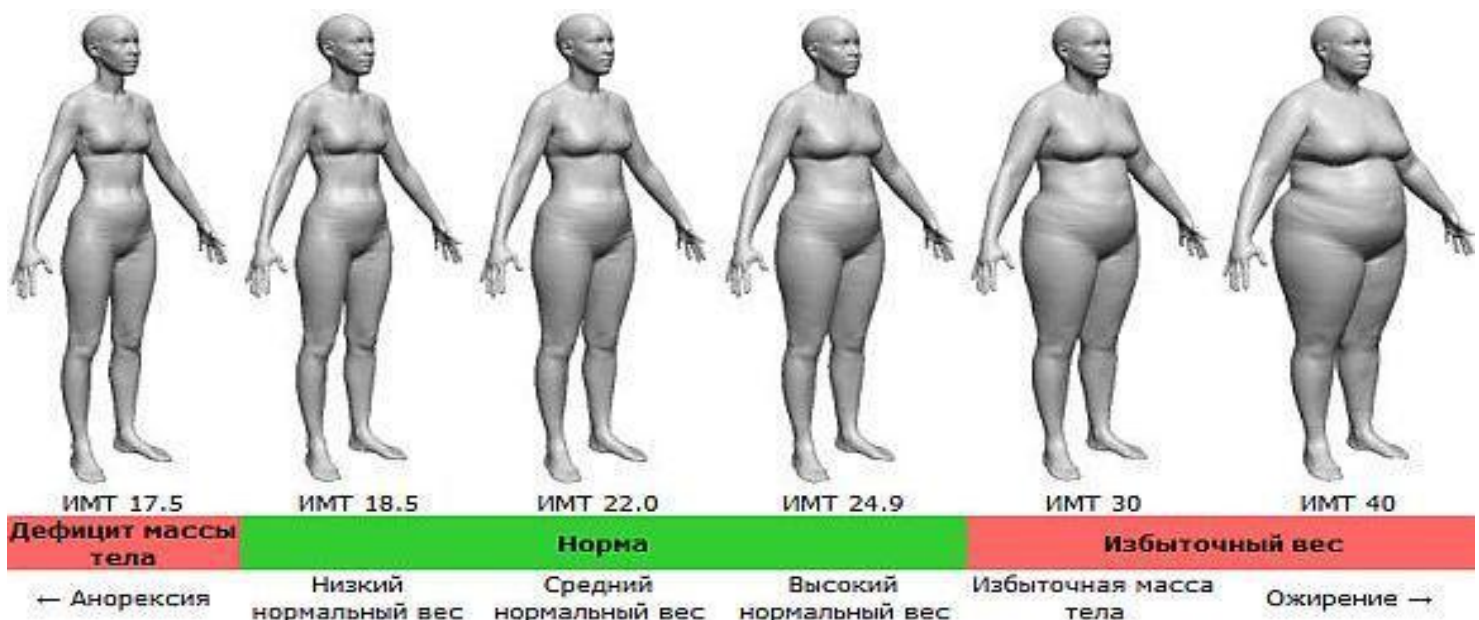 ИМТ 17.5 ИМТ 18.5 ИМТ 22.0 ИМТ 24.9 ИМТ 30 ИМТ 40
Дефицит массы
тела
Норма
Избыточный вес
← Анорексия
Низкий
нормальный вес
Средний
нормальный вес
Высокий
нормальный вес
Избыточная масса
тела
Ожирение →